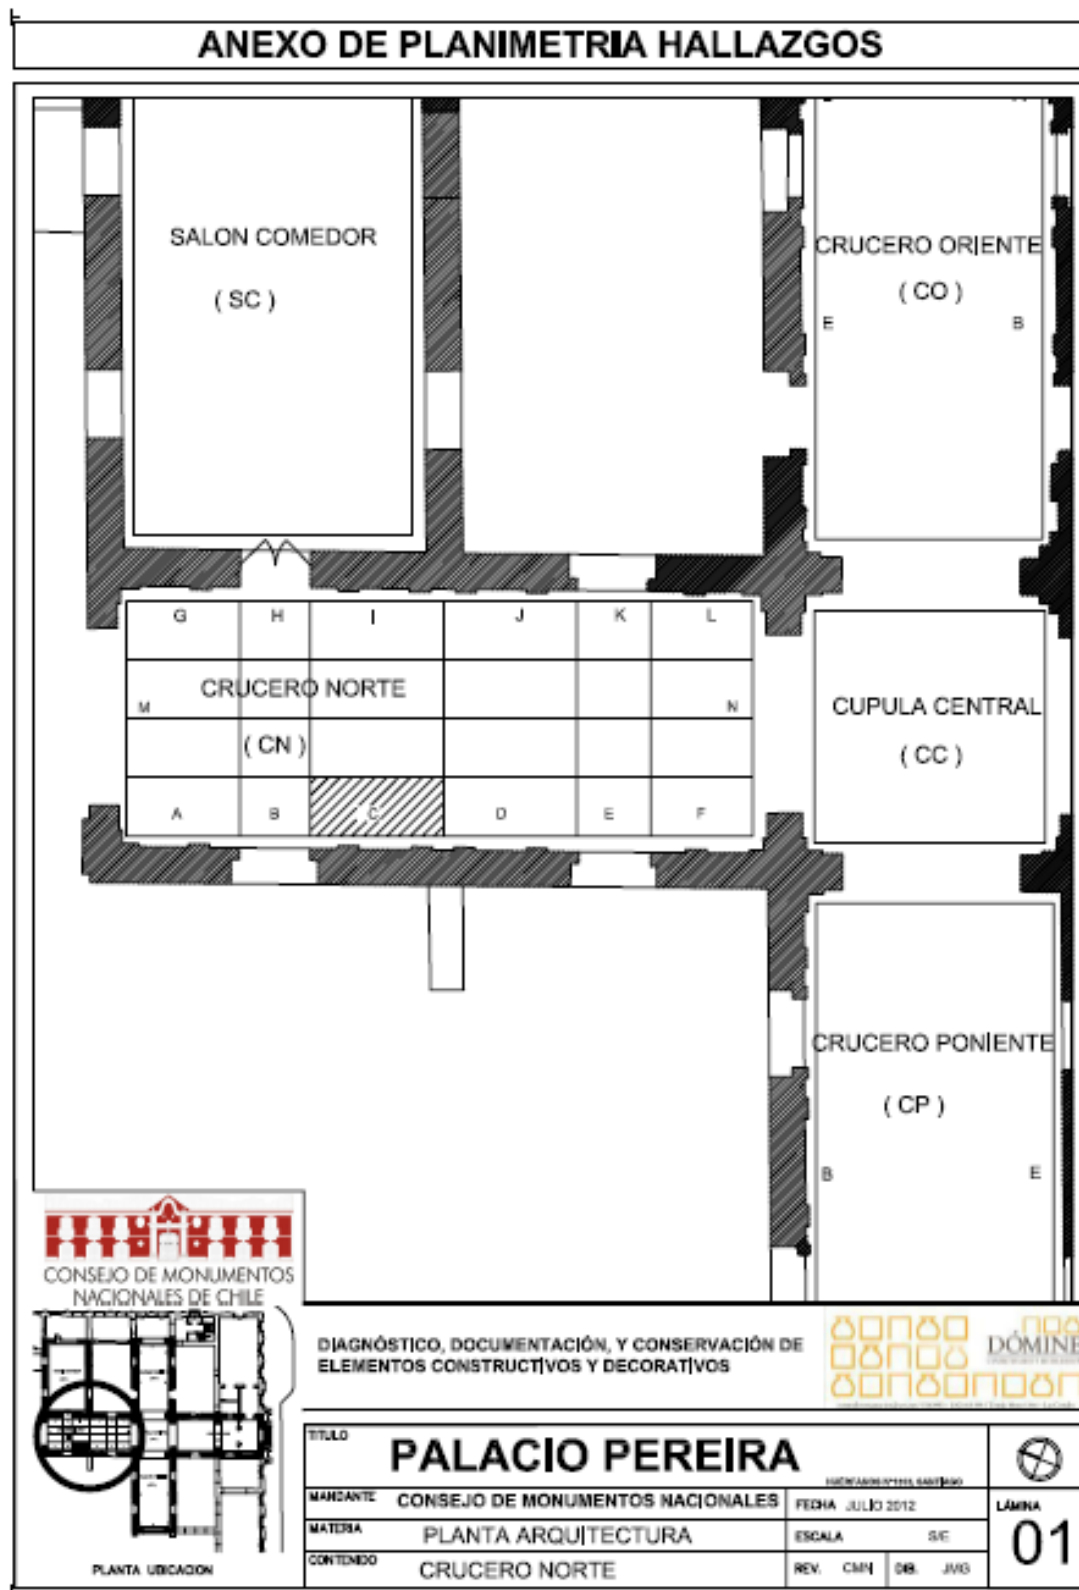 ANEXO DE PLANIMETRIA HALLAZGOS
SALON COMEDOR
( SC )
CRUCERO ORIENTE
( CO )
E B
G H I J K L
CRUCERO NORTE
M N
( CN )
A B C D E F
CUPULA CENTRAL
( CC )
CRUCERO PONIENTE
( CP )
B E
CONSEJO DE MONUMENTOS
NACIONALES DE CHILE
PLANTA UBICACION
DIAGNÓSTICO, DOCUMENTACIÓN, Y CONSERVACIÓN DE
ELEMENTOS CONSTRUCTIVOS Y DECORATIVOS
DÓMINE
TITULO
PALACIO PEREIRA
MANDANTE CONSEJO DE MONUMENTOS NACIONALES
FECHA JULIO 2012
LÁMINA
01
MATERIA PLANTA ARQUITECTURA
ESCALA S/E
CONTENIDO CRUCERO NORTE
REV. CMN DIB. JMG